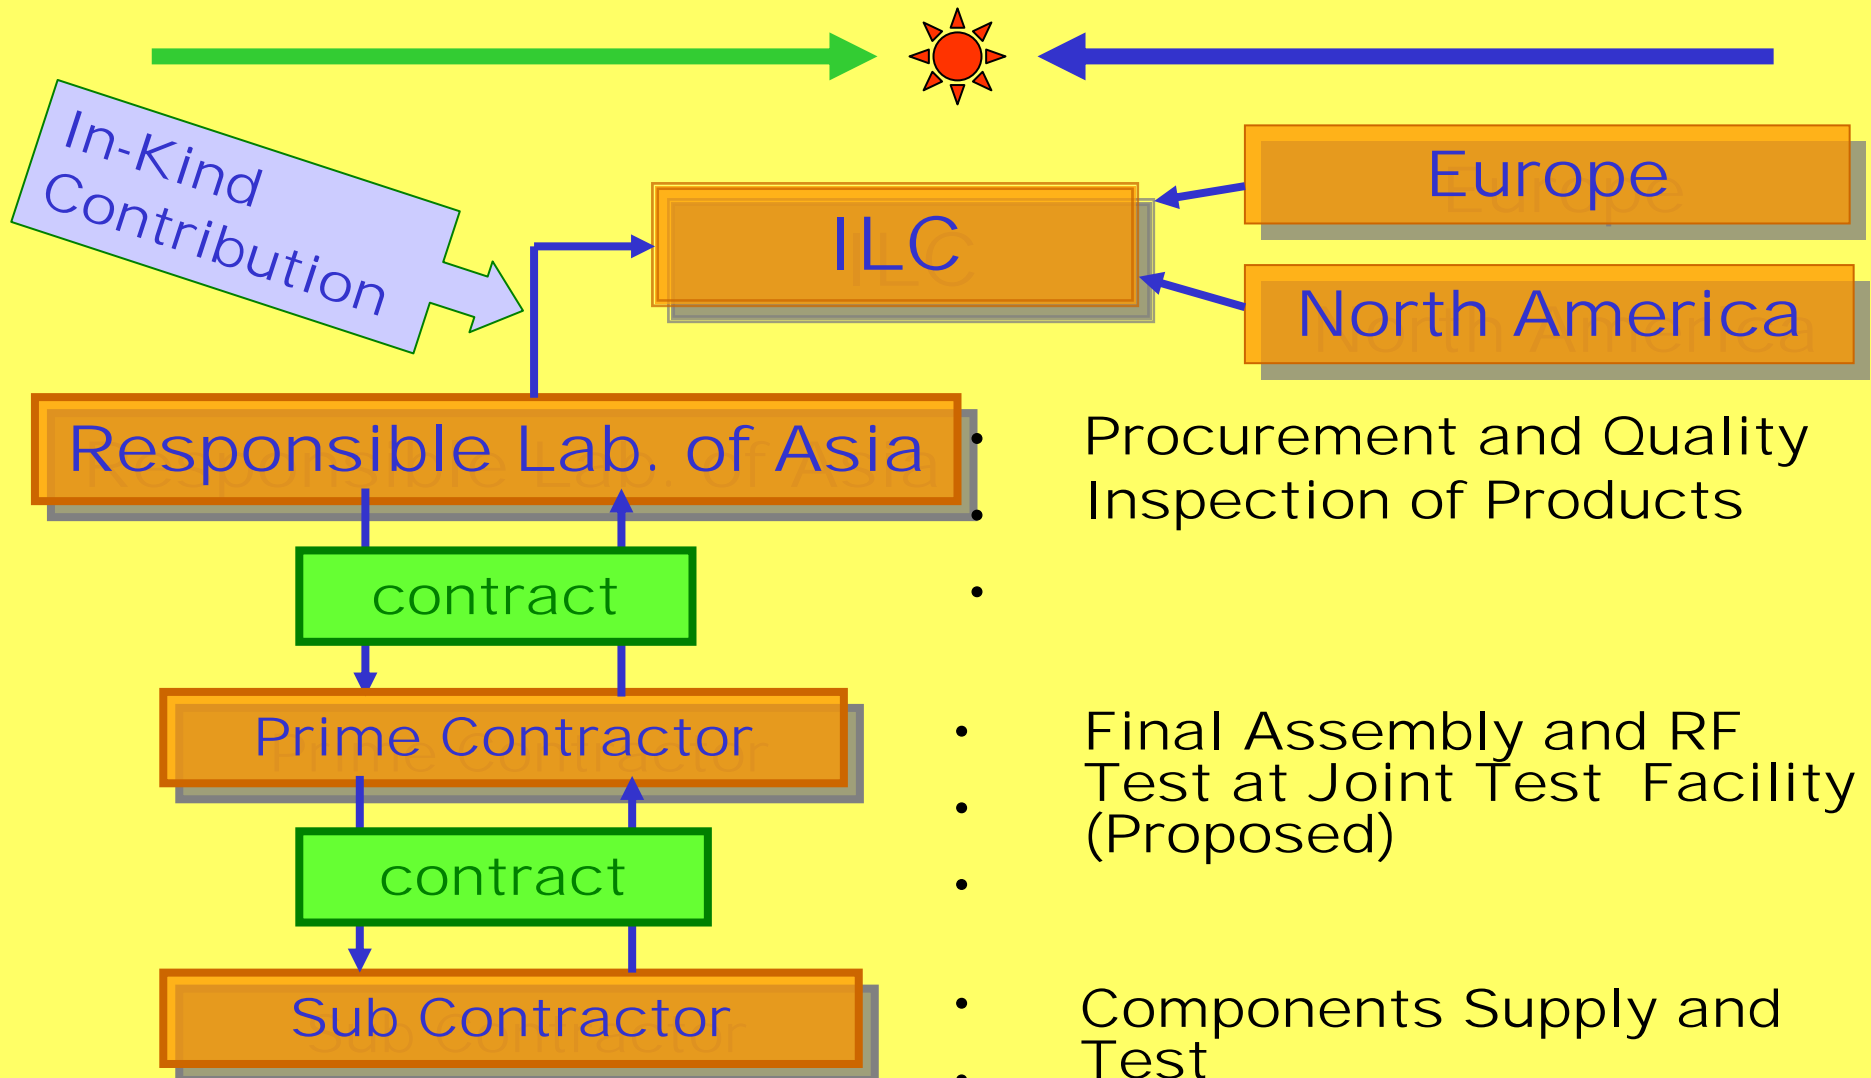 In-Kind
Contribution
ILC
Europe
North America
Responsible Lab. of Asia
• Procurement and Quality
• Inspection of Products
•
contract
Prime Contractor
• Final Assembly and RF
Test at Joint Test Facility
• (Proposed)
•
contract
Sub Contractor
• Components Supply and
• Test